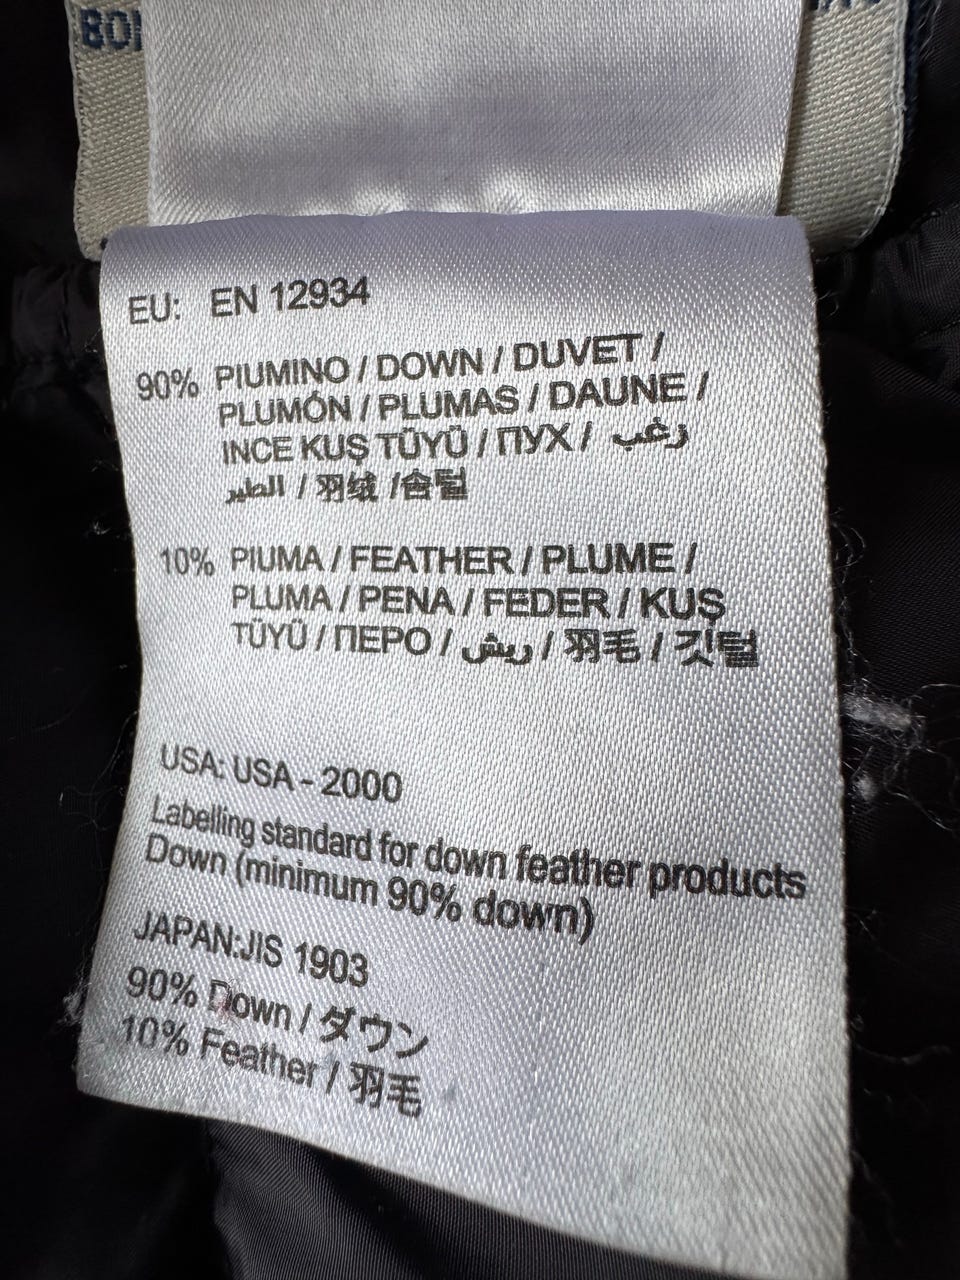 BO
EU: EN 12934
90% PIUMINO / DOWN / DUVET /
PLUMÓN / PLUMAS / DAUNE /
INCE KUŞ TÜYÜ / ПУХ / زغب
الطير / 羽绒 / 솜털
10% PIUMA / FEATHER / PLUME /
PLUMA / PENA / FEDER / KUŞ
TÜYÜ / ПЕРО / ريش / 羽毛 / 깃털
USA: USA - 2000
Labelling standard for down feather products
Down (minimum 90% down)
JAPAN:JIS 1903
90% Down / ダウン
10% Feather / 羽毛